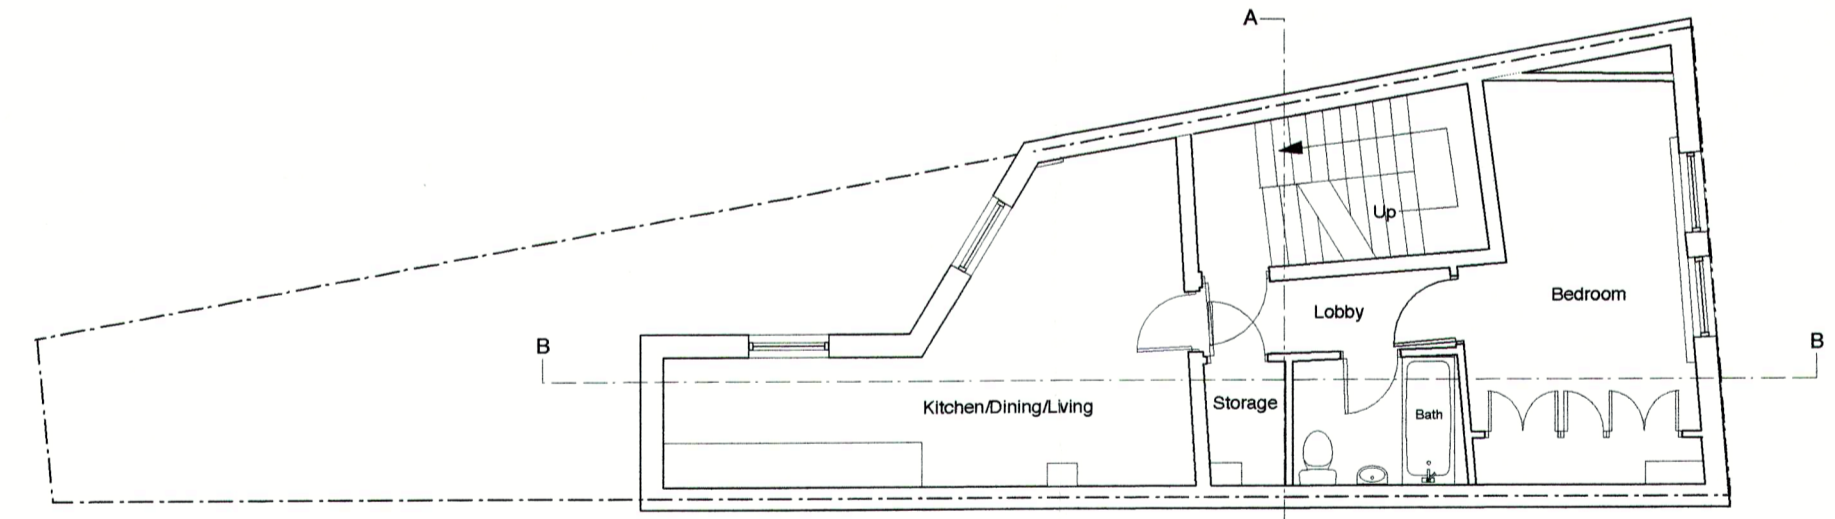 A
Up
Bedroom
Lobby
B
B
Kitchen/Dining/Living
Storage
Bath